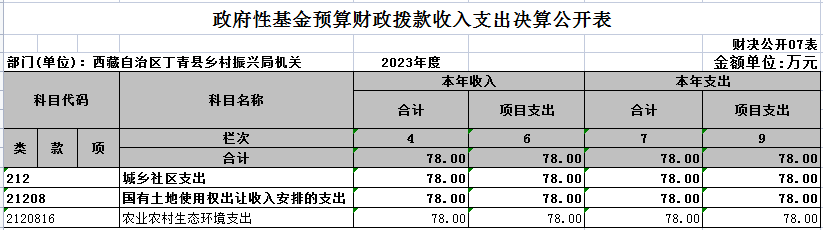 政府性基金预算财政拨款收入支出决算公开表
财决公开07表
部门(单位)：西藏自治区丁青县乡村振兴局机关 2023年度 金额单位:万元
科目代码 科目名称 本年收入 本年支出
合计 项目支出 合计 项目支出
类 款 项 栏次 4 6 7 9
合计 78.00 78.00 78.00 78.00
212 城乡社区支出 78.00 78.00 78.00 78.00
21208 国有土地使用权出让收入安排的支出 78.00 78.00 78.00 78.00
2120816 农业农村生态环境支出 78.00 78.00 78.00 78.00